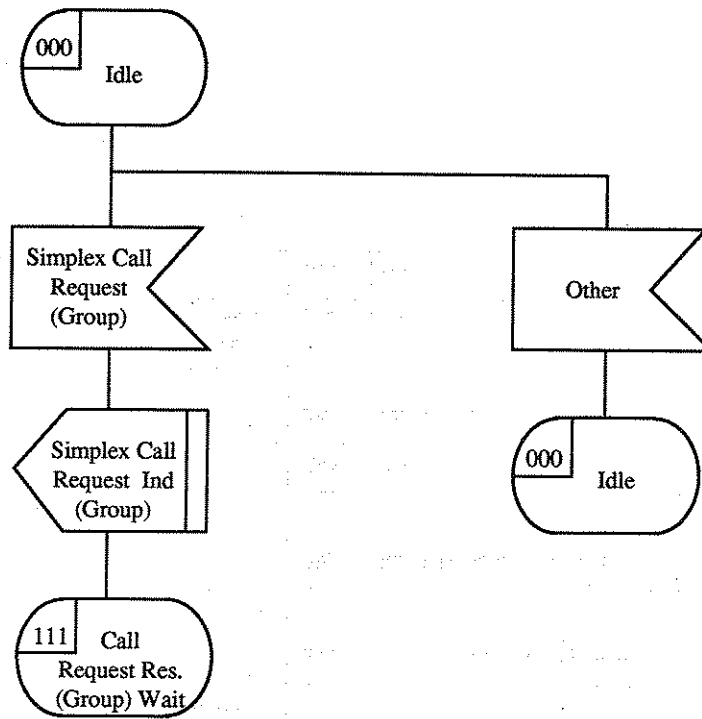 000
Idle
Simplex Call
Request
(Group)
Other
Simplex Call
Request Ind
(Group)
000
Idle
111
Call
Request Res.
(Group) Wait